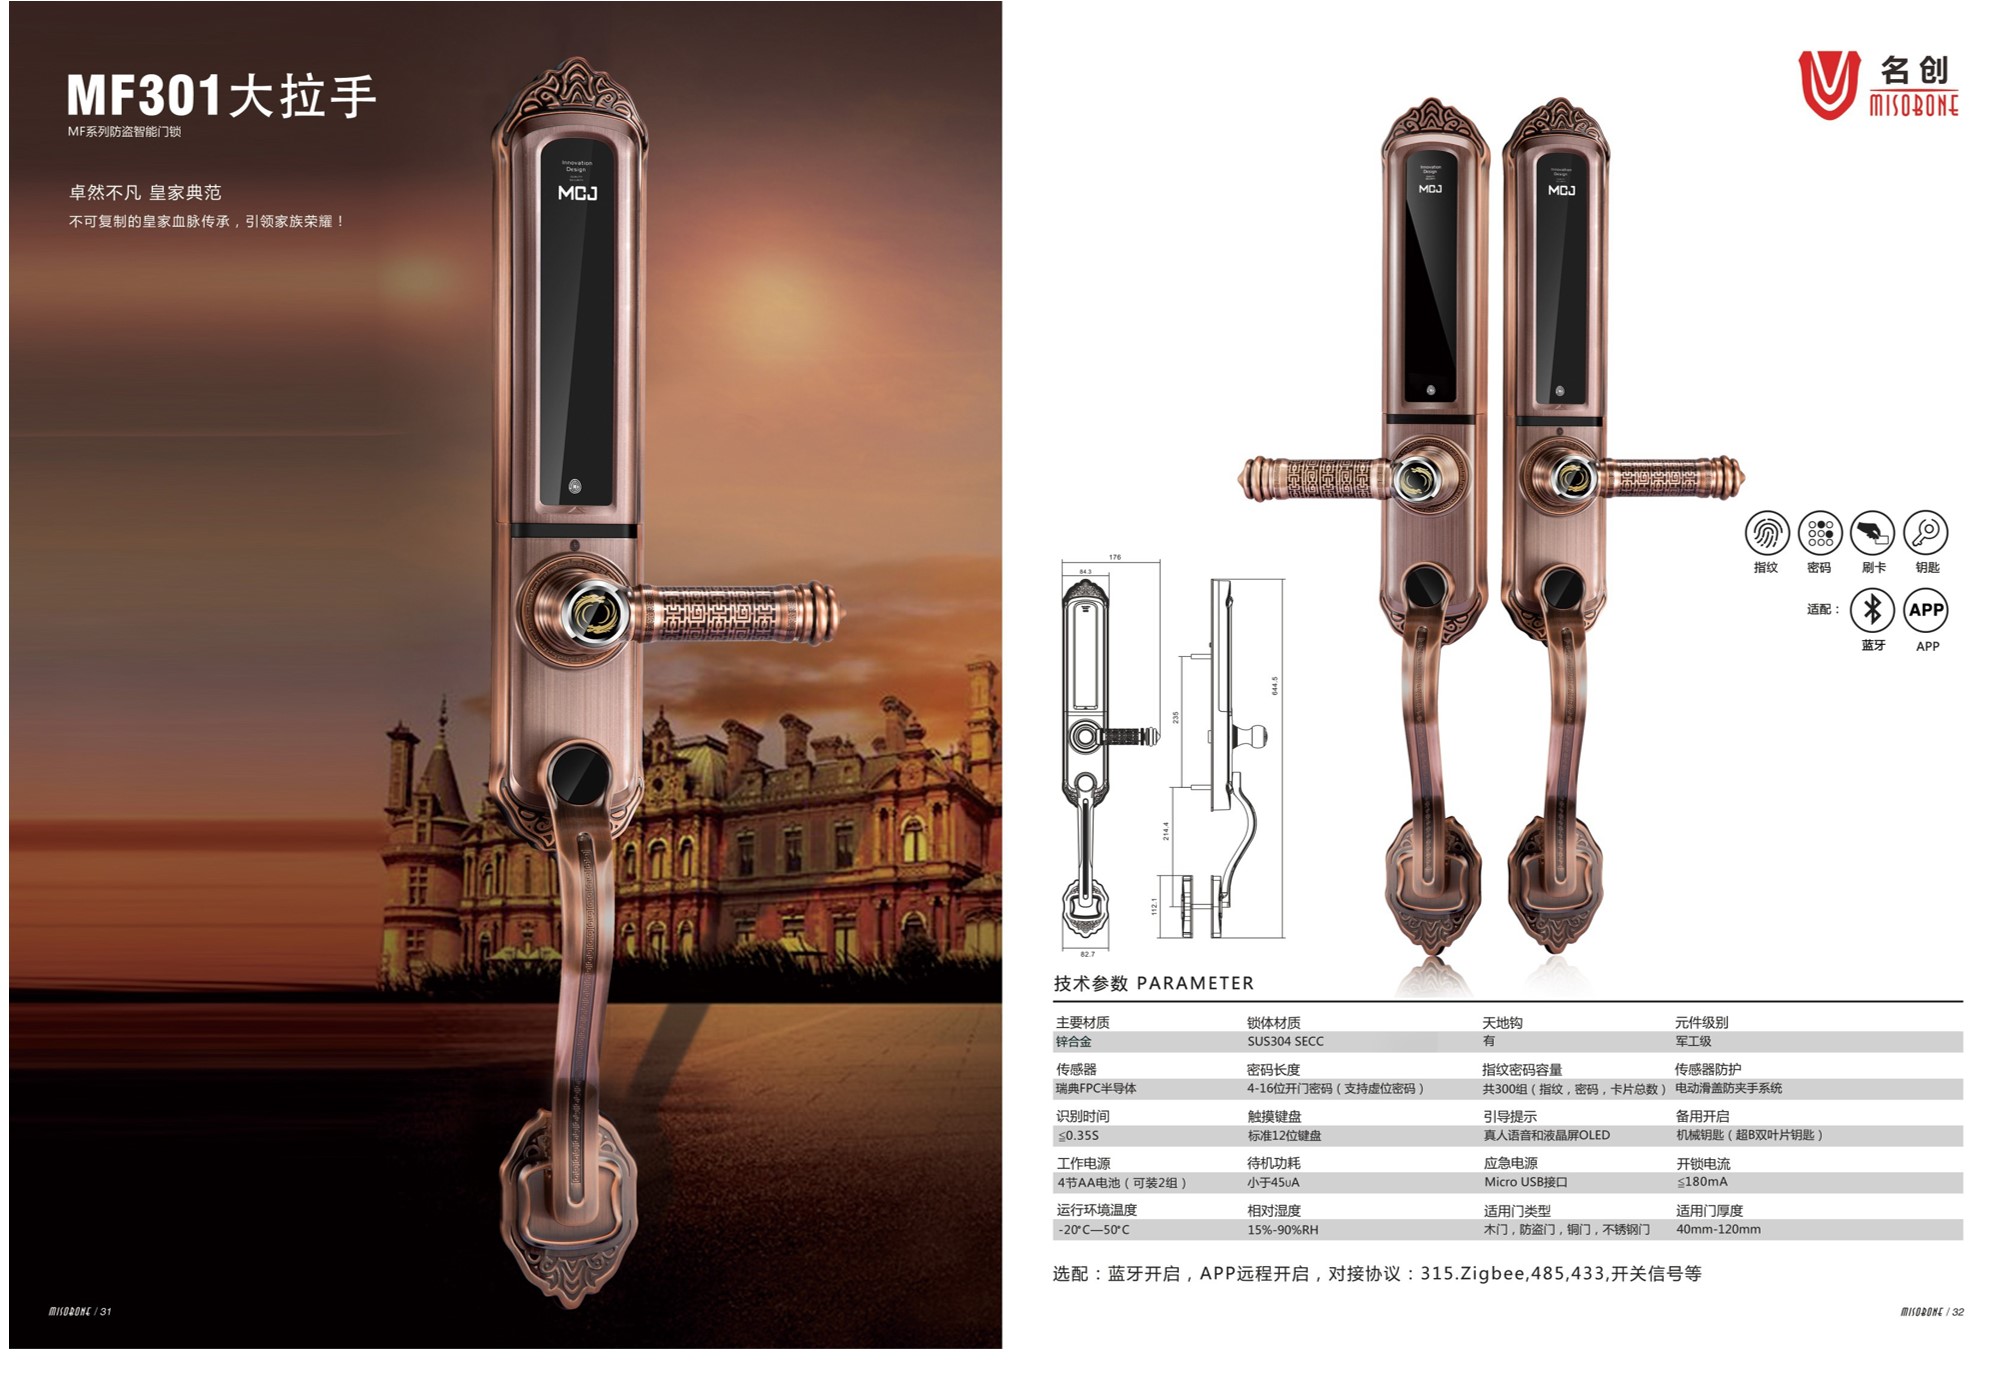 MF301大拉手
MF系列防盗智能门锁
卓然不凡 皇家典范
不可复制的皇家血脉传承，引领家族荣耀！
Innovation
Design
MCJ
MISOBONE / 31
名创
MISOBONE
Innovation
Design
MCJ
Innovation
Design
MCJ
指纹 密码 刷卡 钥匙
适配： APP
蓝牙 APP
176
84.3
644.5
235
214.4
112.1
82.7
技术参数 PARAMETER
主要材质 锁体材质 天地钩 元件级别
锌合金 SUS304 SECC 有 军工级
传感器 密码长度 指纹密码容量 传感器防护
瑞典FPC半导体 4-16位开门密码（支持虚位密码） 共300组（指纹，密码，卡片总数） 电动滑盖防夹手系统
识别时间 触摸键盘 引导提示 备用开启
≦0.35S 标准12位键盘 真人语音和液晶屏OLED 机械钥匙（超B双叶片钥匙）
工作电源 待机功耗 应急电源 开锁电流
4节AA电池（可装2组） 小于45uA Micro USB接口 ≦180mA
运行环境温度 相对湿度 适用门类型 适用门厚度
-20°C—50°C 15%-90%RH 木门，防盗门，铜门，不锈钢门 40mm-120mm
选配：蓝牙开启，APP远程开启，对接协议：315.Zigbee,485,433,开关信号等
MISOBONE / 32